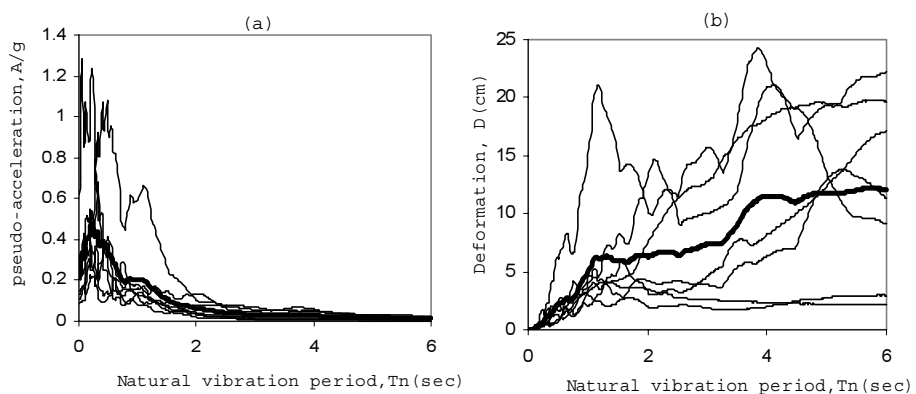 (a)
pseudo-acceleration,A/g
1.4
1.2
1
0.8
0.6
0.4
0.2
0
0 2 4 6
Natural vibration period,Tn(sec)
(b)
Deformation, D(cm)
25
20
15
10
5
0
0 2 4 6
Natural vibration period,Tn(sec)